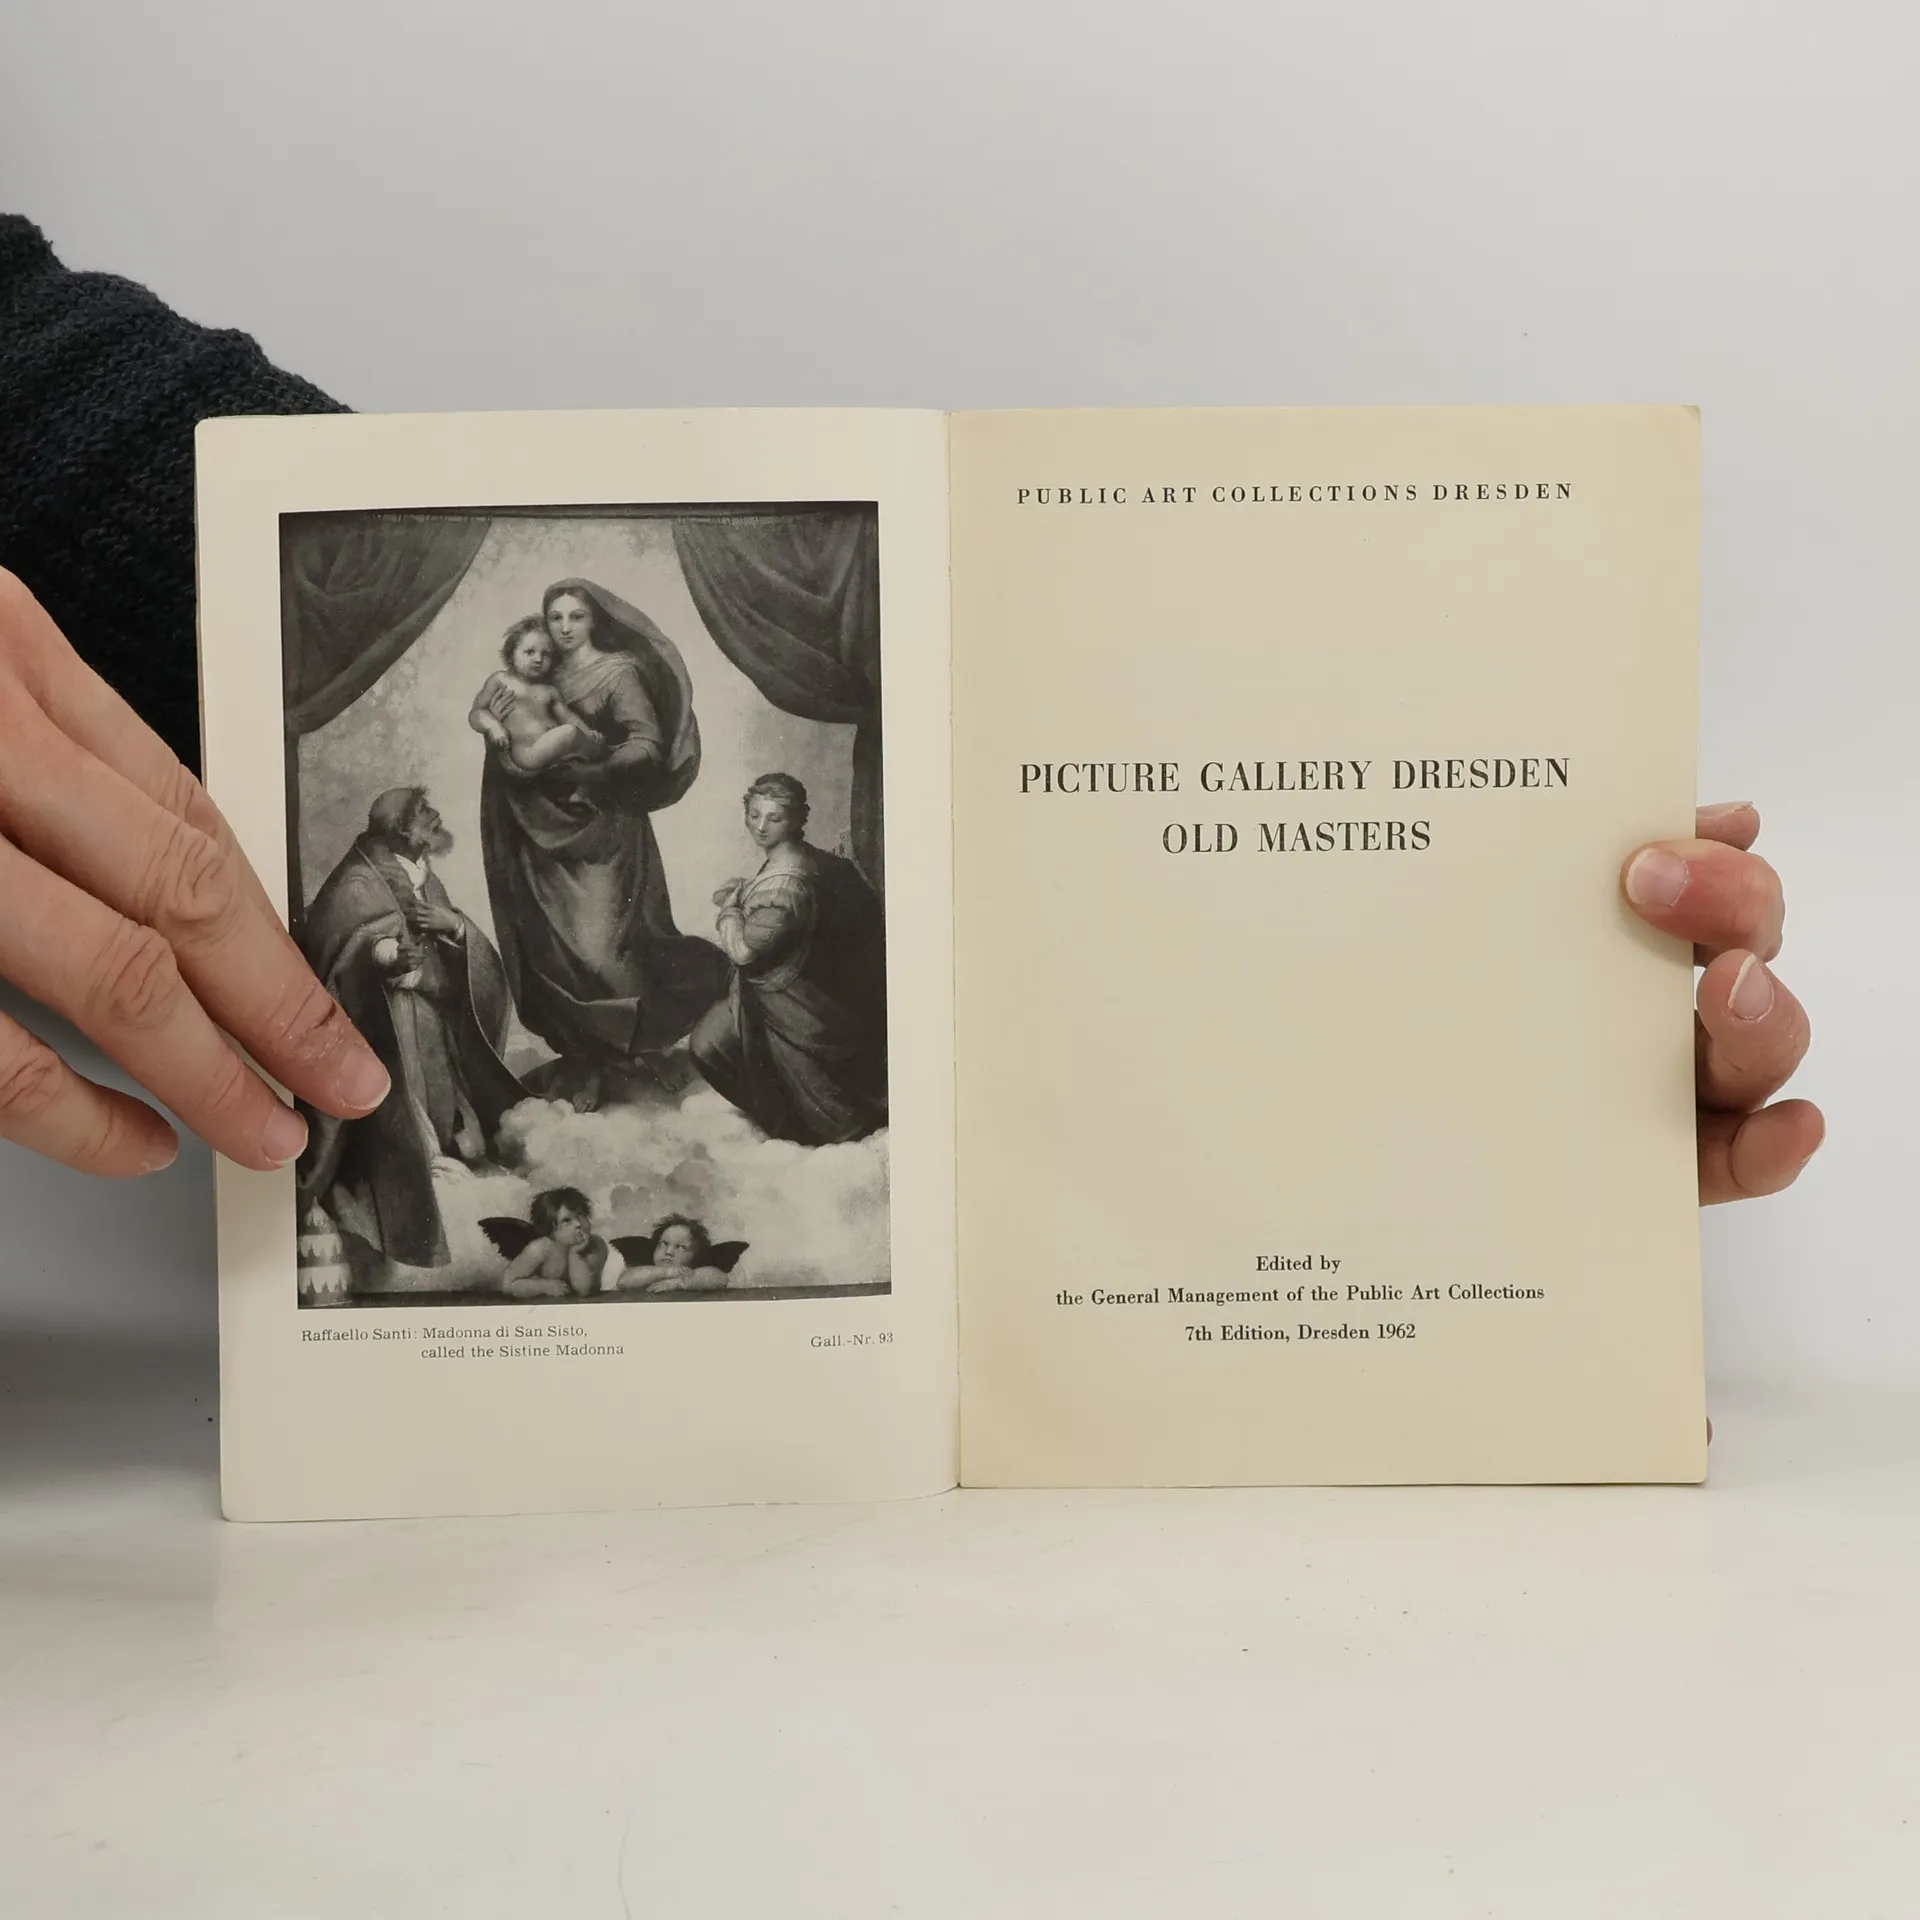 Raffaello Santi: Madonna di San Sisto,
called the Sistine Madonna
Gall.-Nr. 93
PUBLIC ART COLLECTIONS DRESDEN
PICTURE GALLERY DRESDEN
OLD MASTERS
Edited by
the General Management of the Public Art Collections
7th Edition, Dresden 1962